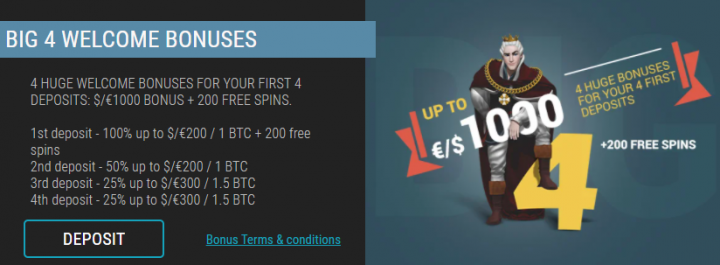 BIG 4 WELCOME BONUSES
4 HUGE WELCOME BONUSES FOR YOUR FIRST 4
DEPOSITS: $/€1000 BONUS + 200 FREE SPINS.
1st deposit - 100% up to $/€200 / 1 BTC + 200 free
spins
2nd deposit - 50% up to $/€200 / 1 BTC
3rd deposit - 25% up to $/€300 / 1.5 BTC
4th deposit - 25% up to $/€300 / 1.5 BTC
DEPOSIT
Bonus Terms & conditions
UP TO
€/$1000
4 HUGE BONUSES
FOR YOUR 4 FIRST
DEPOSITS
4
+200 FREE SPINS
BIG